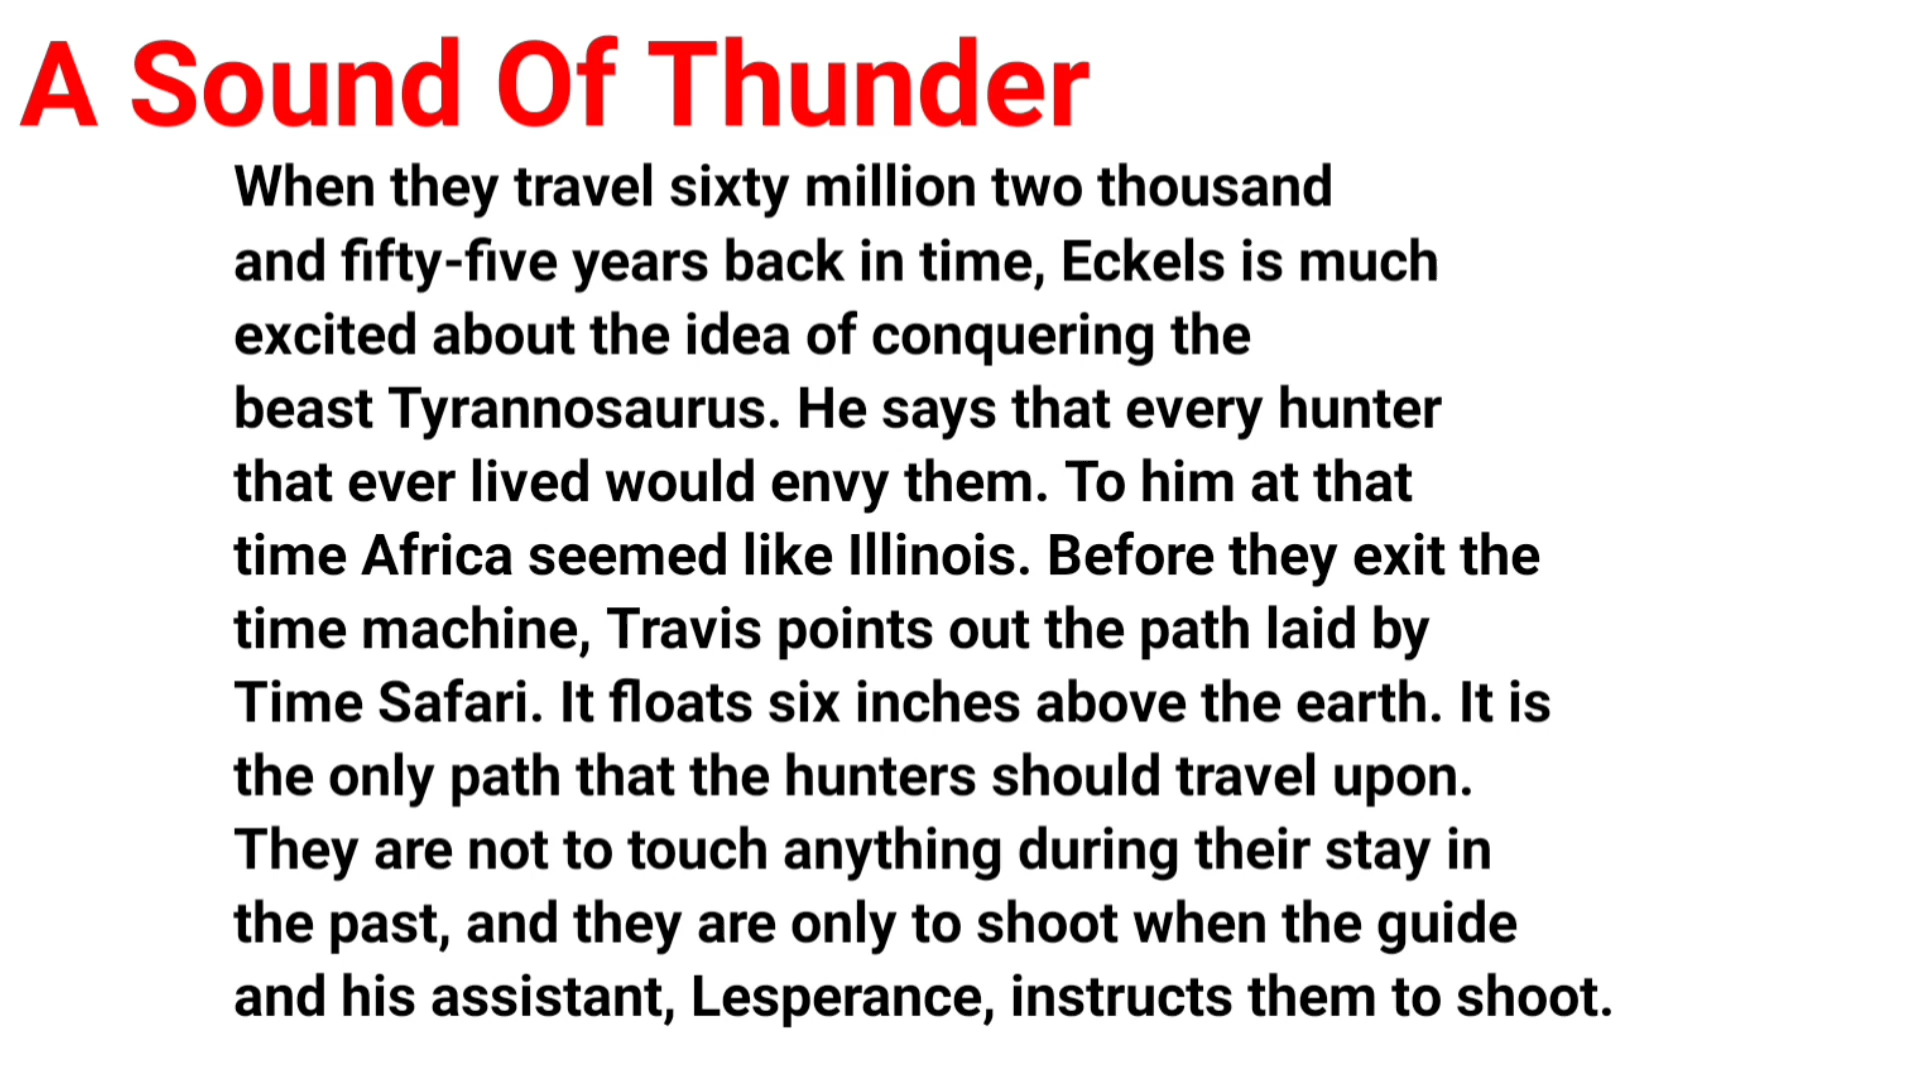 A Sound Of Thunder
When they travel sixty million two thousand
and fifty-five years back in time, Eckels is much
excited about the idea of conquering the
beast Tyrannosaurus. He says that every hunter
that ever lived would envy them. To him at that
time Africa seemed like Illinois. Before they exit the
time machine, Travis points out the path laid by
Time Safari. It floats six inches above the earth. It is
the only path that the hunters should travel upon.
They are not to touch anything during their stay in
the past, and they are only to shoot when the guide
and his assistant, Lesperance, instructs them to shoot.